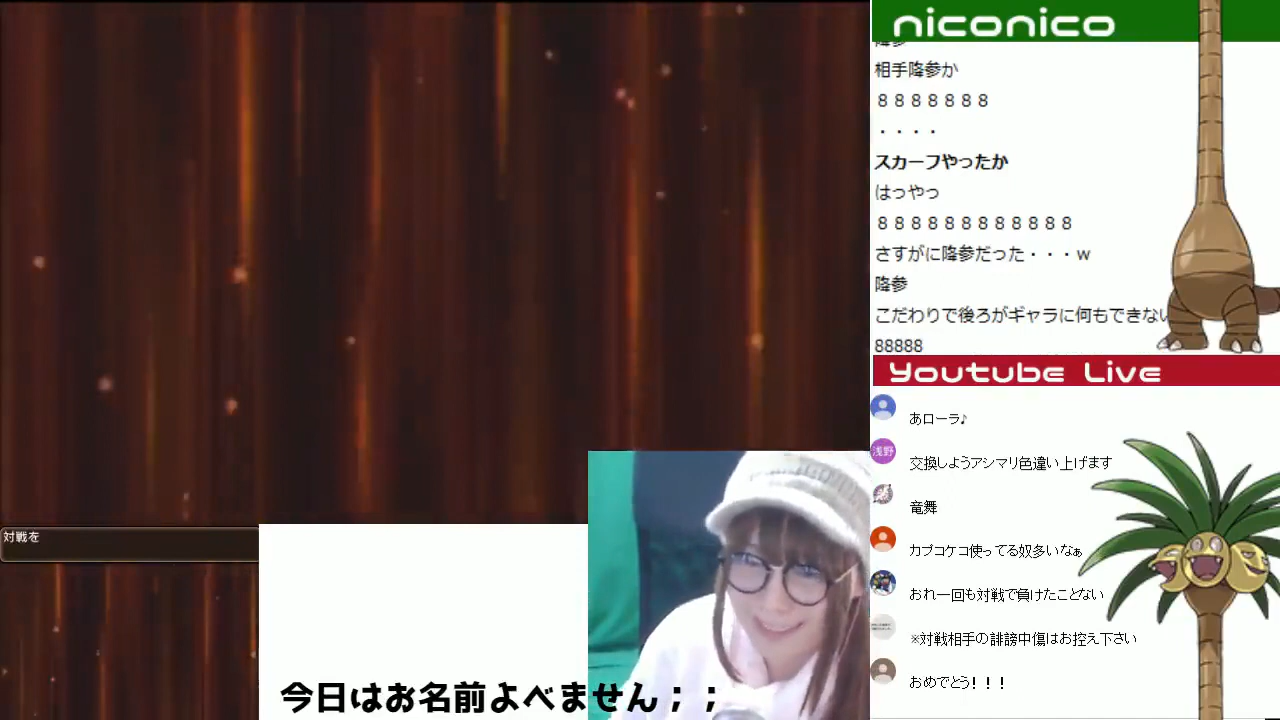 niconico
降参
相手降参か
８８８８８８８
・・・・
スカーフやったか
はっやっ
８８８８８８８８８８８８
さすがに降参だった・・・ｗ
降参
こだわりで後ろがギャラに何もできない
88888
Youtube Live
あローラ♪
浅野
交換しようアシマリ色違い上げます
竜舞
カプコケコ使ってる奴多いなぁ
おれ一回も対戦で負けたことない
※対戦相手の誹謗中傷はお控え下さい
おめでとう！！！
対戦を
今日はお名前よべません；；